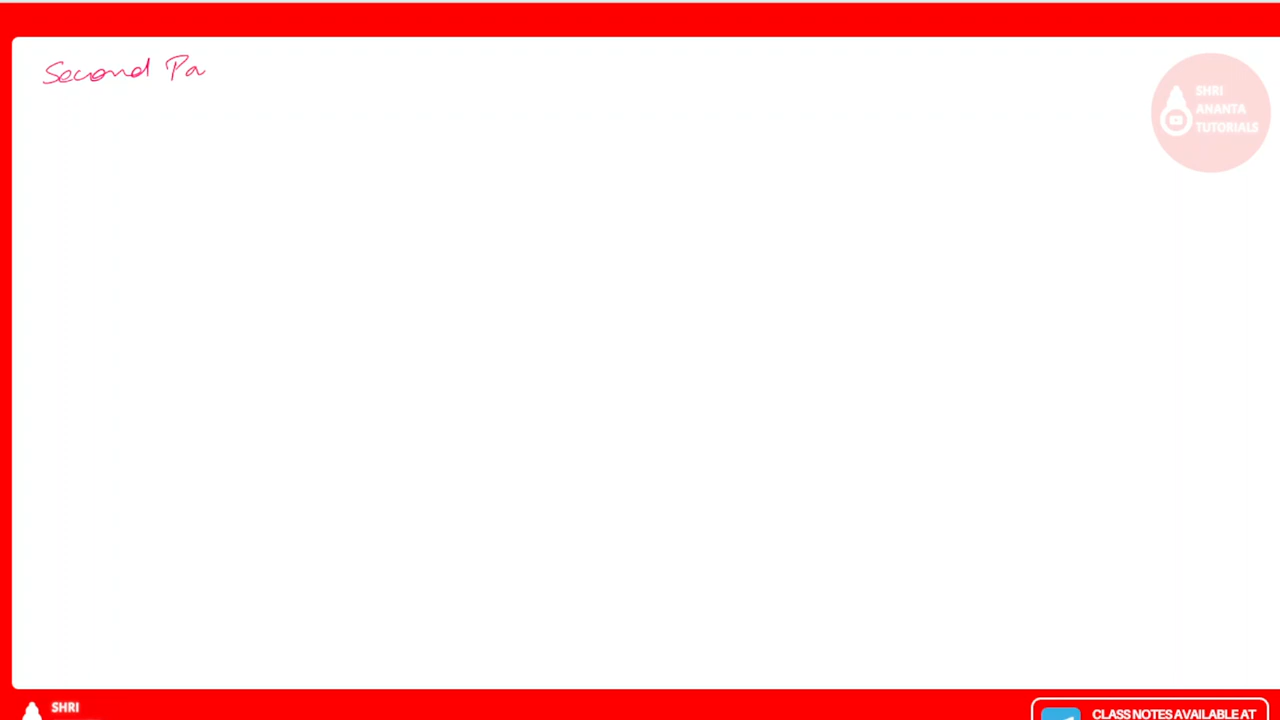 Second Pa
SHRI
ANANTA
TUTORIALS
SHRI
CLASS NOTES AVAILABLE AT